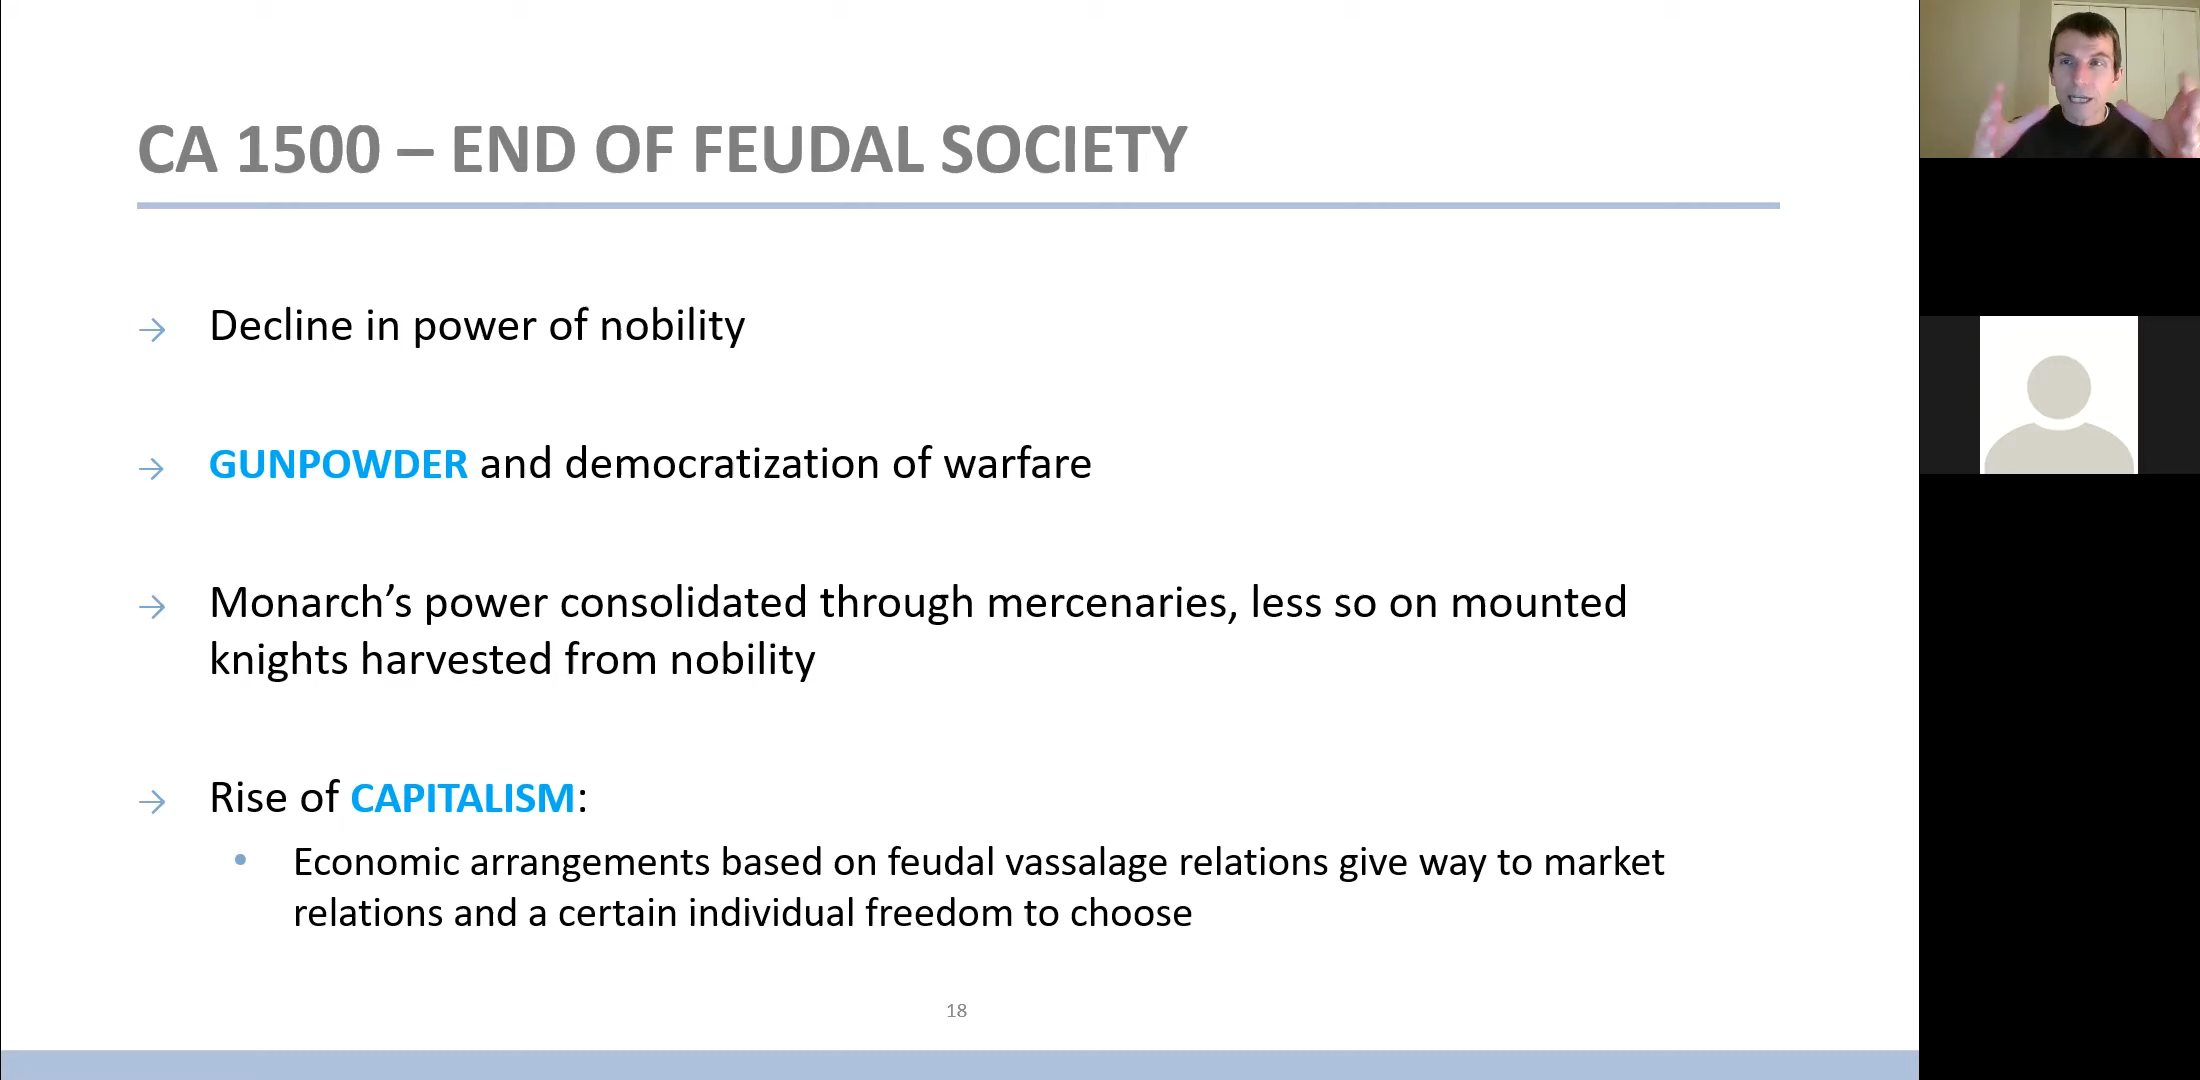 CA 1500 – END OF FEUDAL SOCIETY
→ Decline in power of nobility
→ GUNPOWDER and democratization of warfare
→ Monarch’s power consolidated through mercenaries, less so on mounted
knights harvested from nobility
→ Rise of CAPITALISM:
• Economic arrangements based on feudal vassalage relations give way to market
relations and a certain individual freedom to choose
18